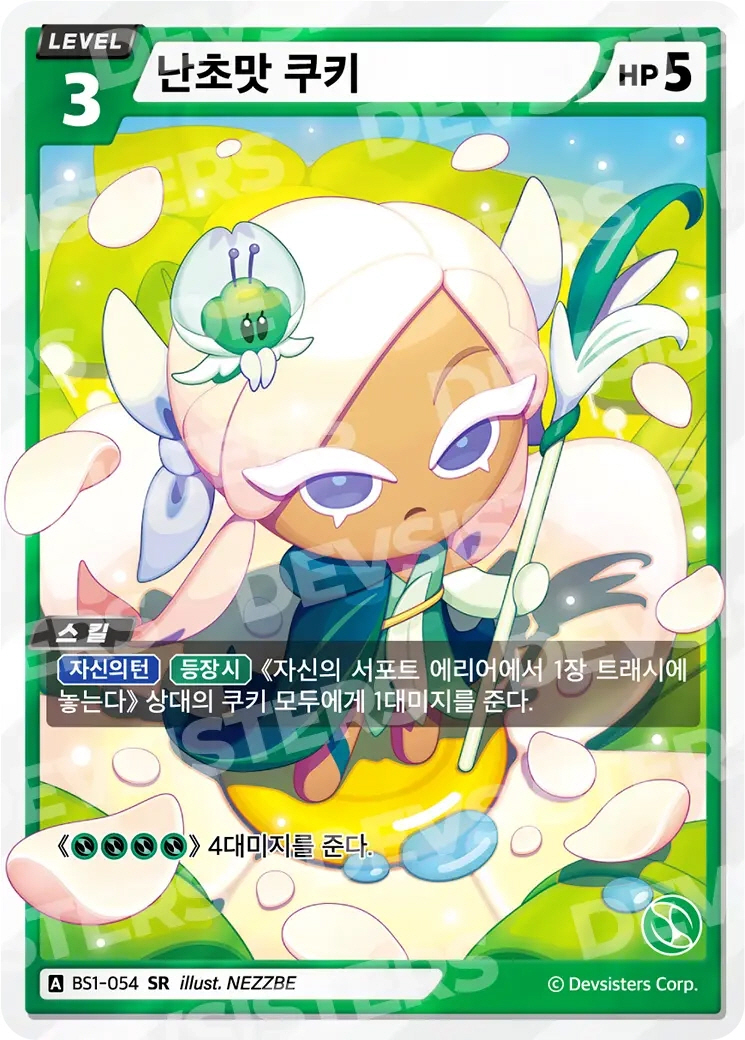 LEVEL
3
난초맛 쿠키
HP 5
스킬
자신의턴 등장시 《자신의 서포트 에리어에서 1장 트래시에
놓는다》 상대의 쿠키 모두에게 1대미지를 준다.
《》 4대미지를 준다.
A BS1-054 SR illust. NEZZBE
© Devsisters Corp.
DEVSISTERS